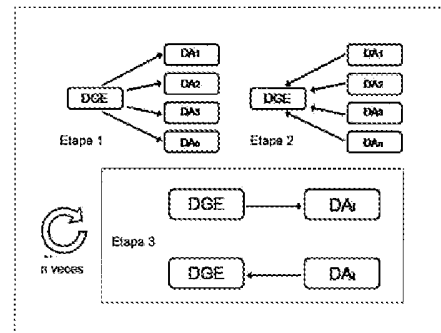 DA1
DA2
DGE
DA3
DAn
Etapa 1
DA1
DA2
DGE
DA3
DAn
Etapa 2
DGE
DAi
Etapa 3
DGE
DAi
n veces